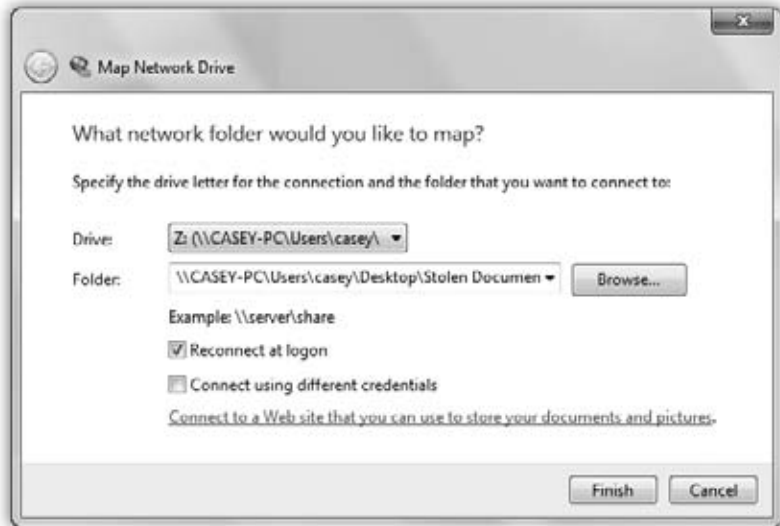 x
Map Network Drive
What network folder would you like to map?
Specify the drive letter for the connection and the folder that you want to connect to:
Drive: Z: (\\CASEY-PC\Users\casey\
Folder: \\CASEY-PC\Users\casey\Desktop\Stolen Documen Browse...
Example: \\server\share
Reconnect at logon
Connect using different credentials
Connect to a Web site that you can use to store your documents and pictures.
Finish Cancel